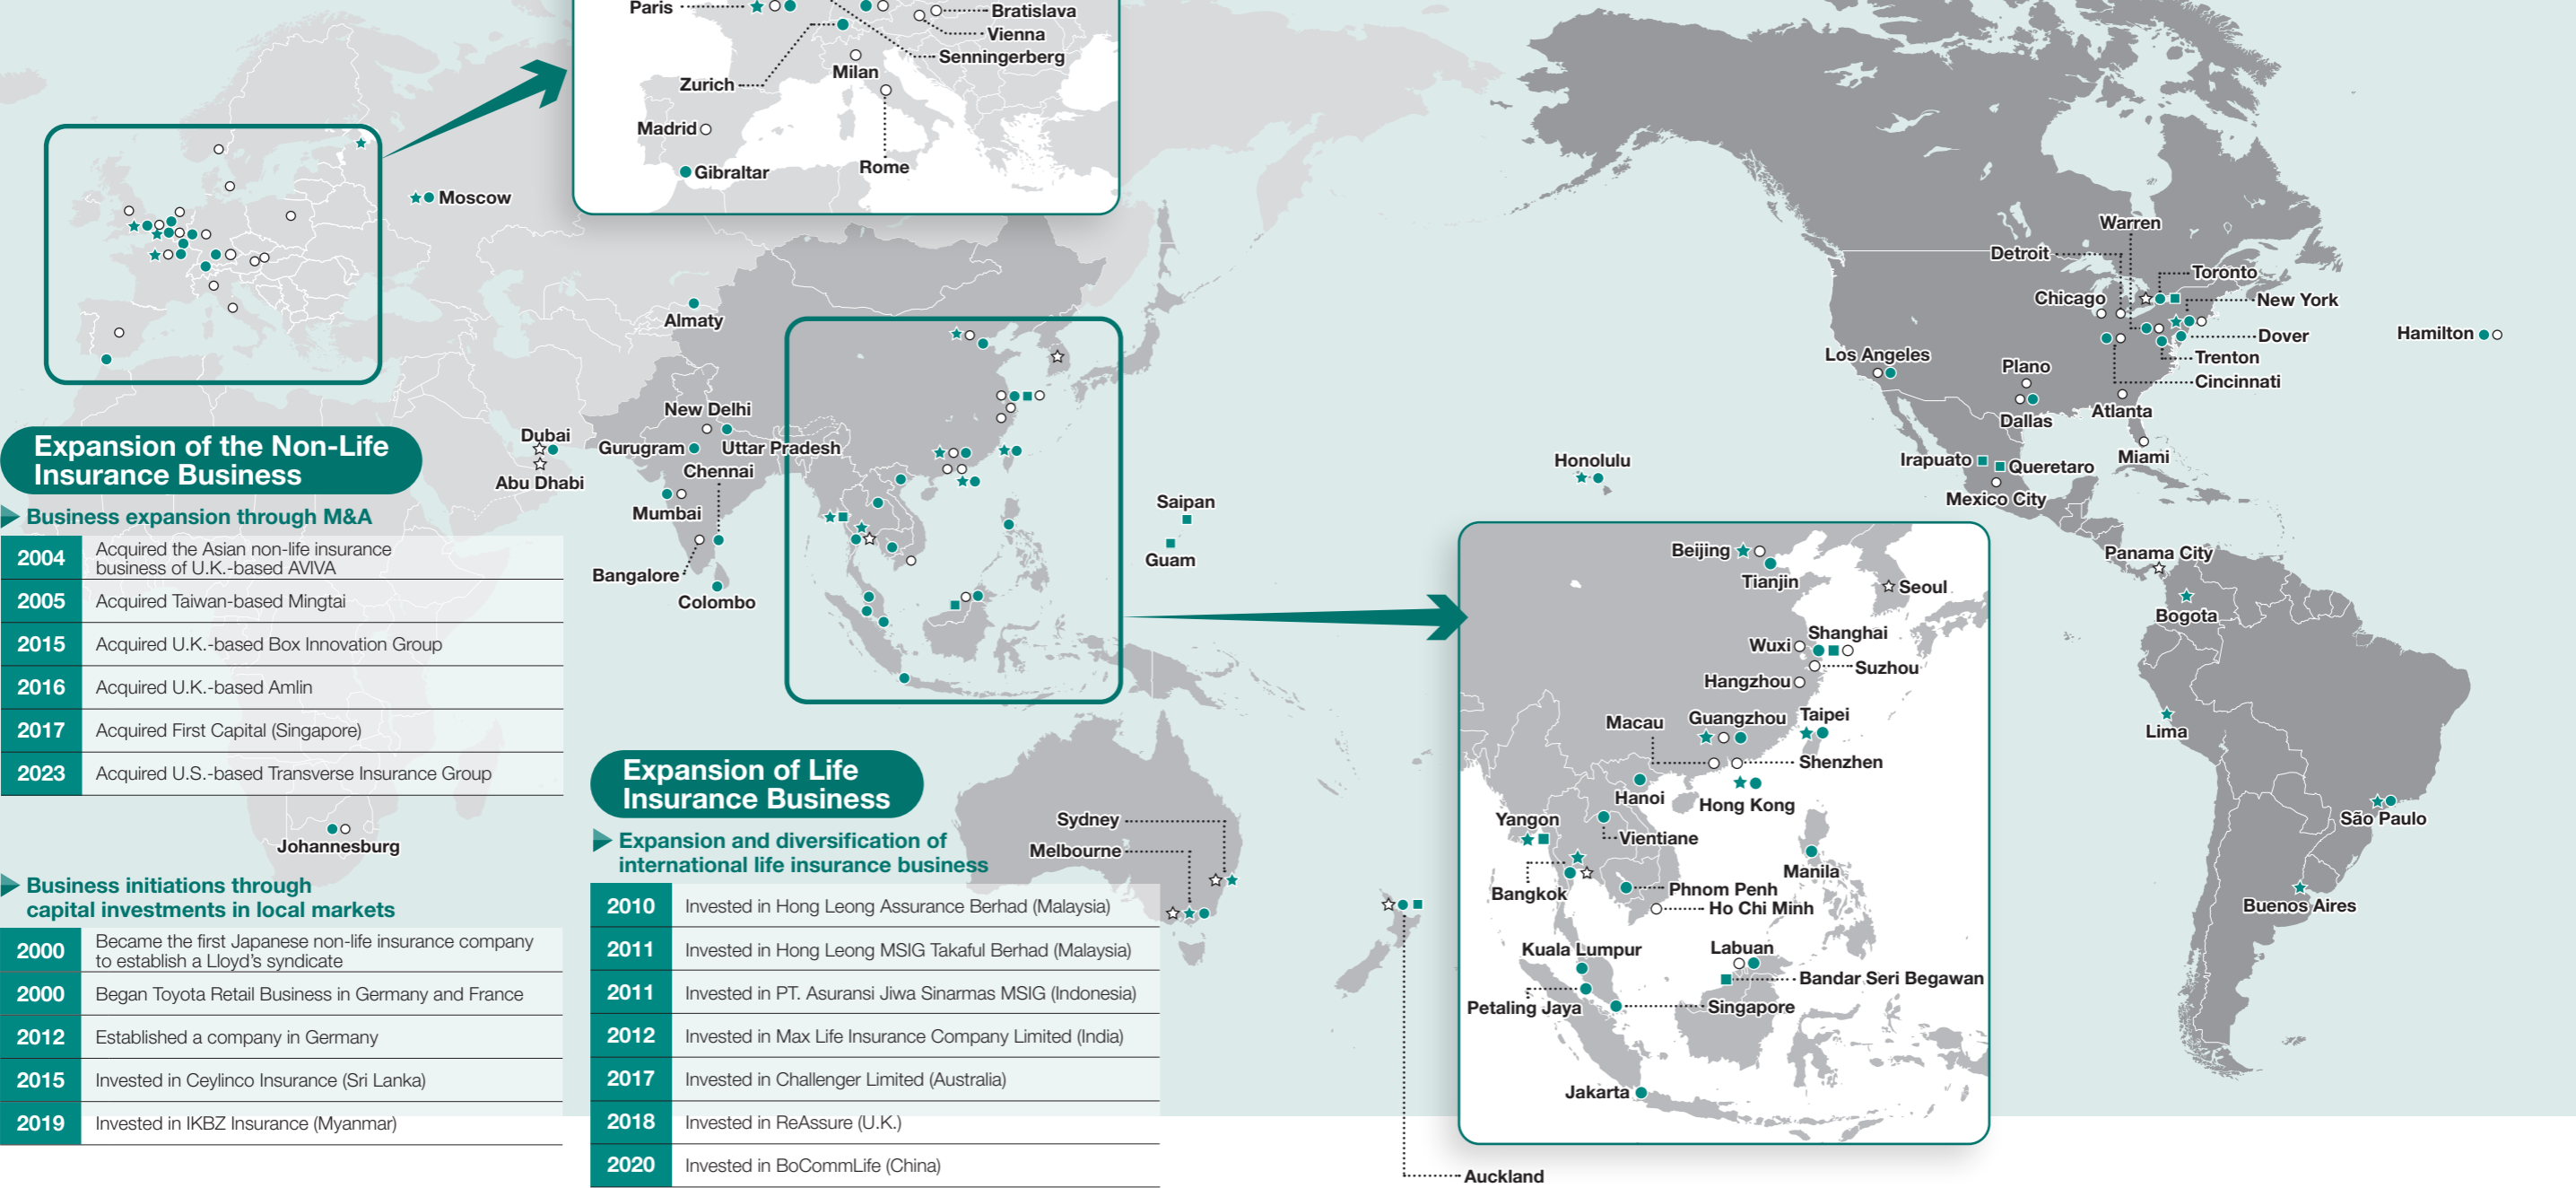 Paris
Bratislava
Vienna
Senningerberg
Milan
Zurich
Madrid
Rome
Gibraltar
Moscow
Almaty
New Delhi
Gurugram
Uttar Pradesh
Chennai
Mumbai
Bangalore
Colombo
Dubai
Abu Dhabi
Johannesburg
Saipan
Guam
Honolulu
Sydney
Melbourne
Auckland
Warren
Detroit
Toronto
Chicago
New York
Hamilton
Dover
Los Angeles
Trenton
Plano
Cincinnati
Dallas
Atlanta
Miami
Irapuato
Queretaro
Mexico City
Panama City
Bogota
Lima
São Paulo
Buenos Aires
Beijing
Tianjin
Seoul
Shanghai
Wuxi
Suzhou
Hangzhou
Macau
Guangzhou
Taipei
Shenzhen
Hanoi
Hong Kong
Yangon
Vientiane
Manila
Bangkok
Phnom Penh
Ho Chi Minh
Kuala Lumpur
Labuan
Bandar Seri Begawan
Petaling Jaya
Singapore
Jakarta
Expansion of the Non-Life
Insurance Business
Business expansion through M&A
2004 Acquired the Asian non-life insurance
business of U.K.-based AVIVA
2005 Acquired Taiwan-based Mingtai
2015 Acquired U.K.-based Box Innovation Group
2016 Acquired U.K.-based Amlin
2017 Acquired First Capital (Singapore)
2023 Acquired U.S.-based Transverse Insurance Group
Business initiations through
capital investments in local markets
2000 Became the first Japanese non-life insurance company
to establish a Lloyd's syndicate
2000 Began Toyota Retail Business in Germany and France
2012 Established a company in Germany
2015 Invested in Ceylinco Insurance (Sri Lanka)
2019 Invested in IKBZ Insurance (Myanmar)
Expansion of Life
Insurance Business
Expansion and diversification of
international life insurance business
2010 Invested in Hong Leong Assurance Berhad (Malaysia)
2011 Invested in Hong Leong MSIG Takaful Berhad (Malaysia)
2011 Invested in PT. Asuransi Jiwa Sinarmas MSIG (Indonesia)
2012 Invested in Max Life Insurance Company Limited (India)
2017 Invested in Challenger Limited (Australia)
2018 Invested in ReAssure (U.K.)
2020 Invested in BoCommLife (China)